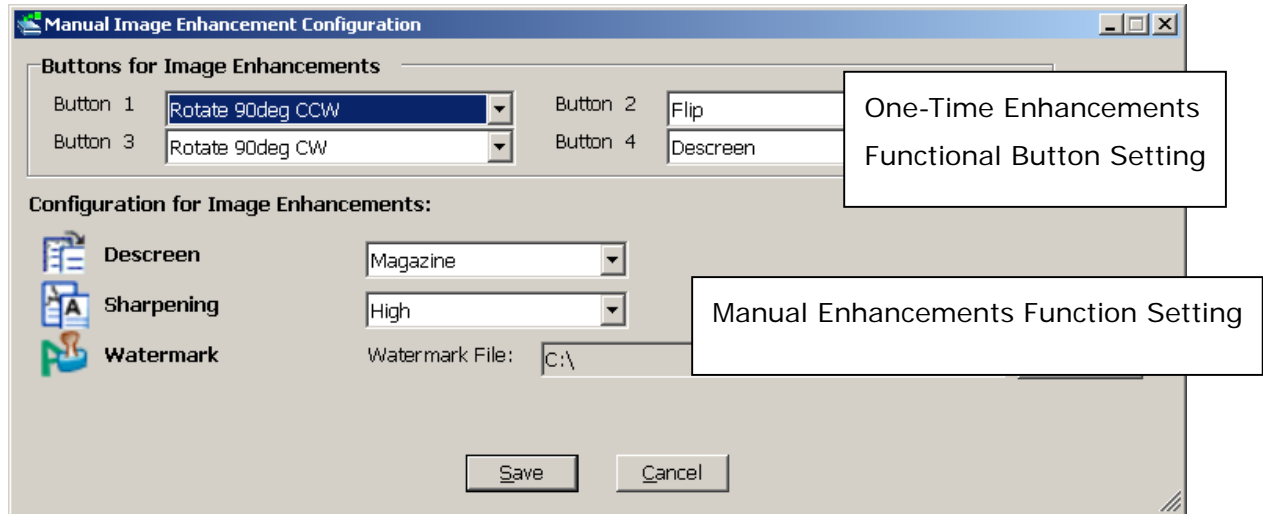 Manual Image Enhancement Configuration
Buttons for Image Enhancements
Button 1 Rotate 90deg CCW Button 2 Flip
Button 3 Rotate 90deg CW Button 4 Descreen
One-Time Enhancements
Functional Button Setting
Configuration for Image Enhancements:
Descreen Magazine
Sharpening High
Manual Enhancements Function Setting
Watermark Watermark File: C:\
Save Cancel